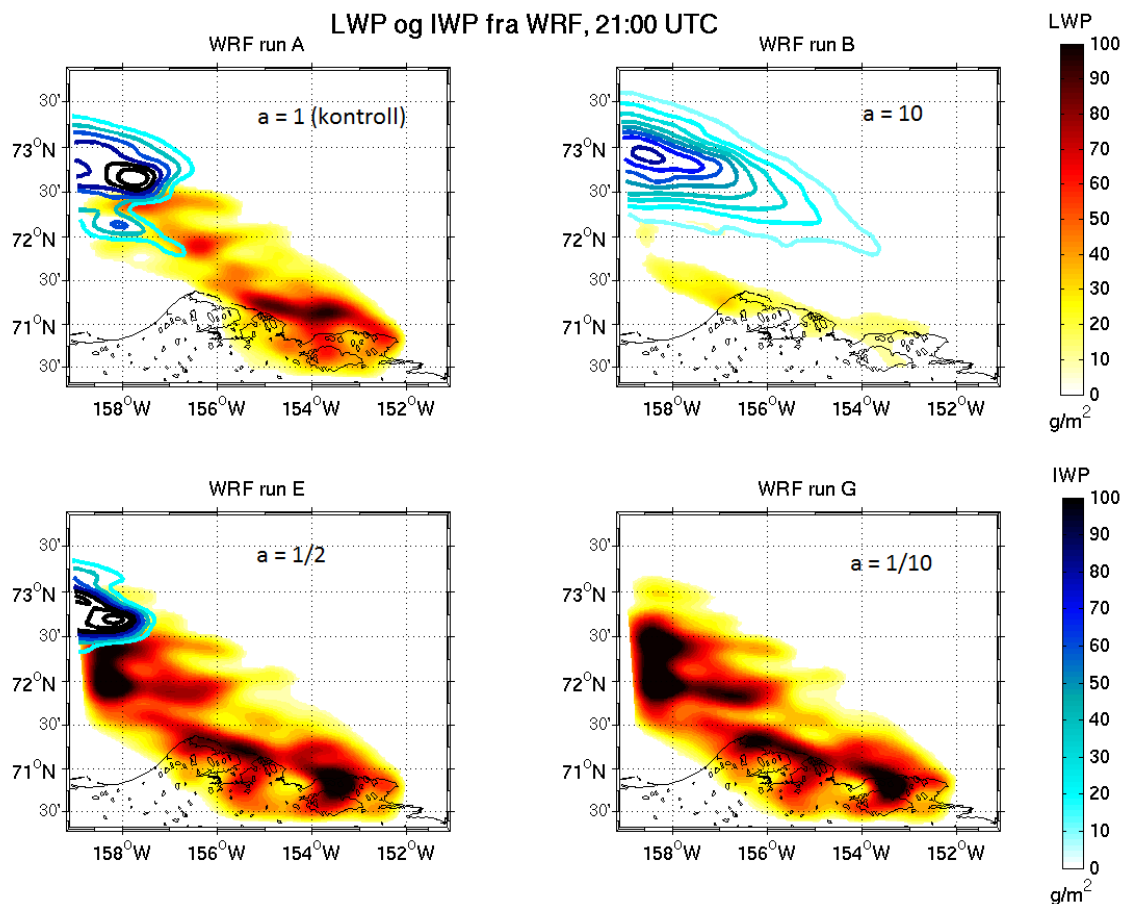 LWP og IWP fra WRF, 21:00 UTC
WRF run A
a = 1 (kontroll)
30'
73°N
30'
72°N
30'
71°N
30'
158°W 156°W 154°W 152°W
WRF run B
a = 10
30'
73°N
30'
72°N
30'
71°N
30'
158°W 156°W 154°W 152°W
LWP
100
90
80
70
60
50
40
30
20
10
0
g/m²
WRF run E
a = 1/2
30'
73°N
30'
72°N
30'
71°N
30'
158°W 156°W 154°W 152°W
WRF run G
a = 1/10
30'
73°N
30'
72°N
30'
71°N
30'
158°W 156°W 154°W 152°W
IWP
100
90
80
70
60
50
40
30
20
10
0
g/m²